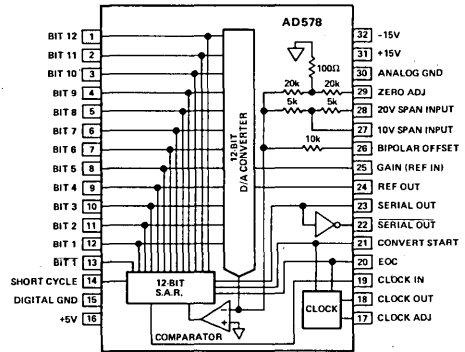 AD578
BIT 12 1
BIT 11 2
BIT 10 3
BIT 9 4
BIT 8 5
BIT 7 6
BIT 6 7
BIT 5 8
BIT 4 9
BIT 3 10
BIT 2 11
BIT 1 12
BIT 1 13
SHORT CYCLE 14
DIGITAL GND 15
+5V 16
12-BIT
D/A CONVERTER
12-BIT
S.A.R.
COMPARATOR
−
+
CLOCK
100Ω
20k 20k
5k 5k
10k
32 -15V
31 +15V
30 ANALOG GND
29 ZERO ADJ
28 20V SPAN INPUT
27 10V SPAN INPUT
26 BIPOLAR OFFSET
25 GAIN (REF IN)
24 REF OUT
23 SERIAL OUT
22 SERIAL OUT
21 CONVERT START
20 EOC
19 CLOCK IN
18 CLOCK OUT
17 CLOCK ADJ